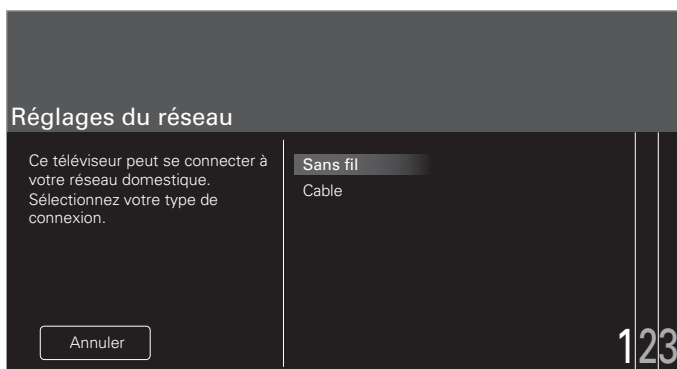 Réglages du réseau
Ce téléviseur peut se connecter à
votre réseau domestique.
Sélectionnez votre type de
connexion.
Sans fil
Cable
Annuler
123